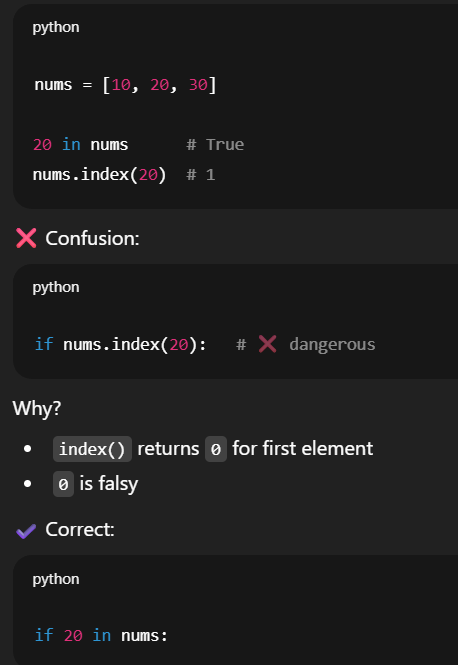 python
nums = [10, 20, 30]
20 in nums # True
nums.index(20) # 1
❌ Confusion:
python
if nums.index(20): # ❌ dangerous
Why?
• index() returns 0 for first element
• 0 is falsy
✔ Correct:
python
if 20 in nums: